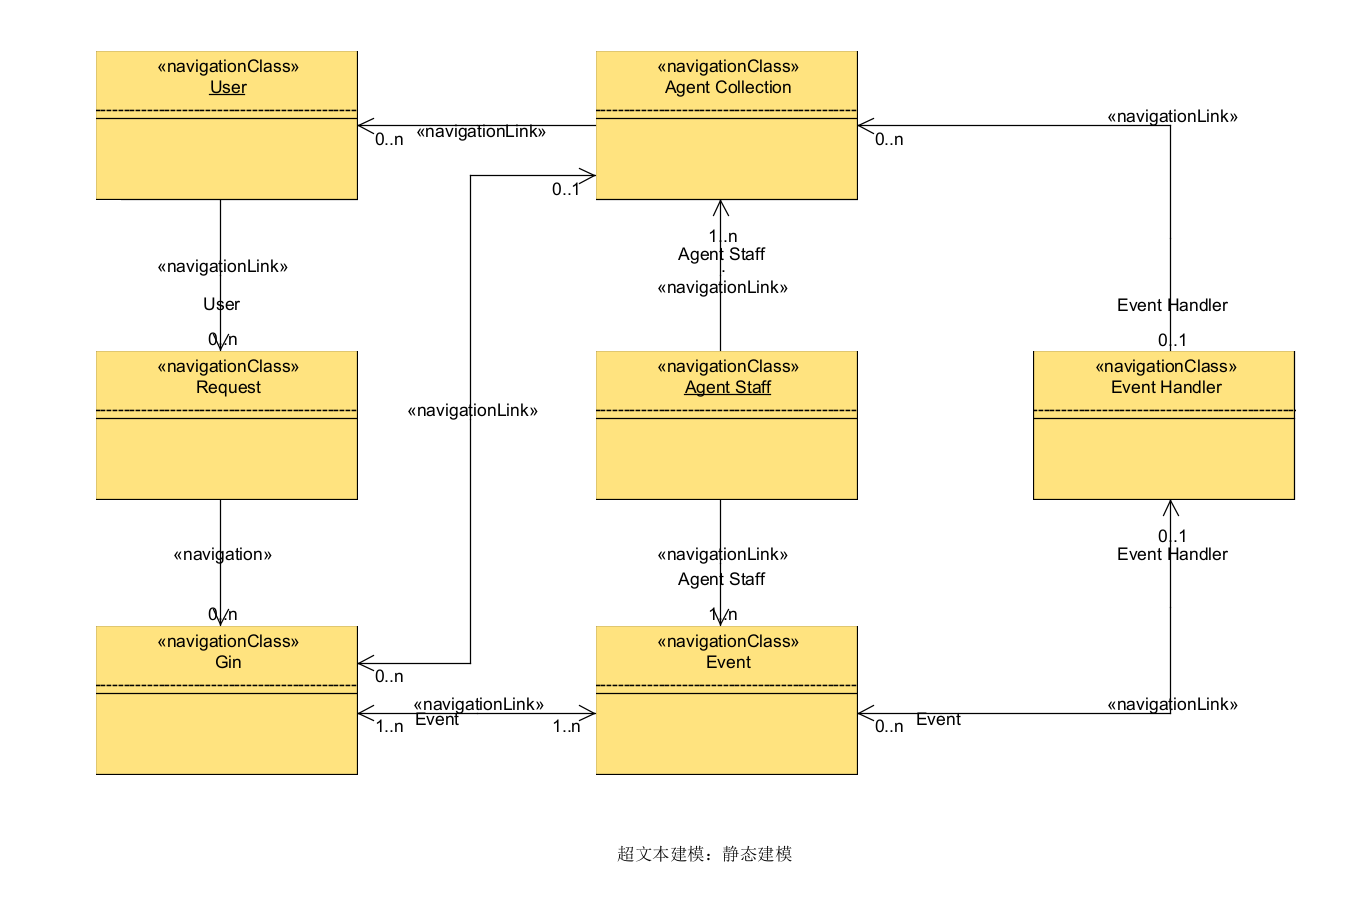 «navigationClass»
User
«navigationClass»
Agent Collection
«navigationLink»
0..n
«navigationLink»
0..n
«navigationLink»
0..1
1..n
Agent Staff
«navigationLink»
«navigationLink»
User
0..n
Event Handler
0..1
«navigationClass»
Request
«navigationClass»
Agent Staff
«navigationClass»
Event Handler
«navigationLink»
«navigation»
0..n
«navigationLink»
Agent Staff
1..n
0..1
Event Handler
«navigationClass»
Gin
«navigationClass»
Event
0..n
«navigationLink»
Event
1..n
1..n
0..n
Event
«navigationLink»
超文本建模：静态建模